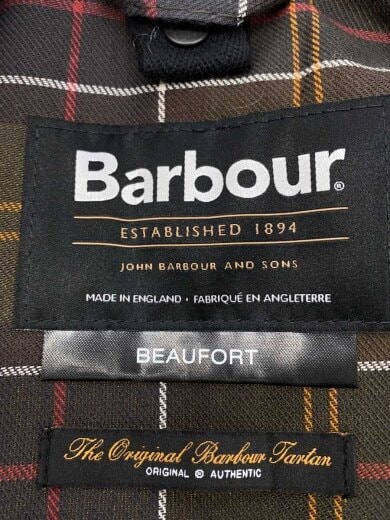 Barbour®
ESTABLISHED 1894
JOHN BARBOUR AND SONS
MADE IN ENGLAND • FABRIQUÉ EN ANGLETERRE
BEAUFORT
The Original Barbour Tartan
ORIGINAL ® AUTHENTIC